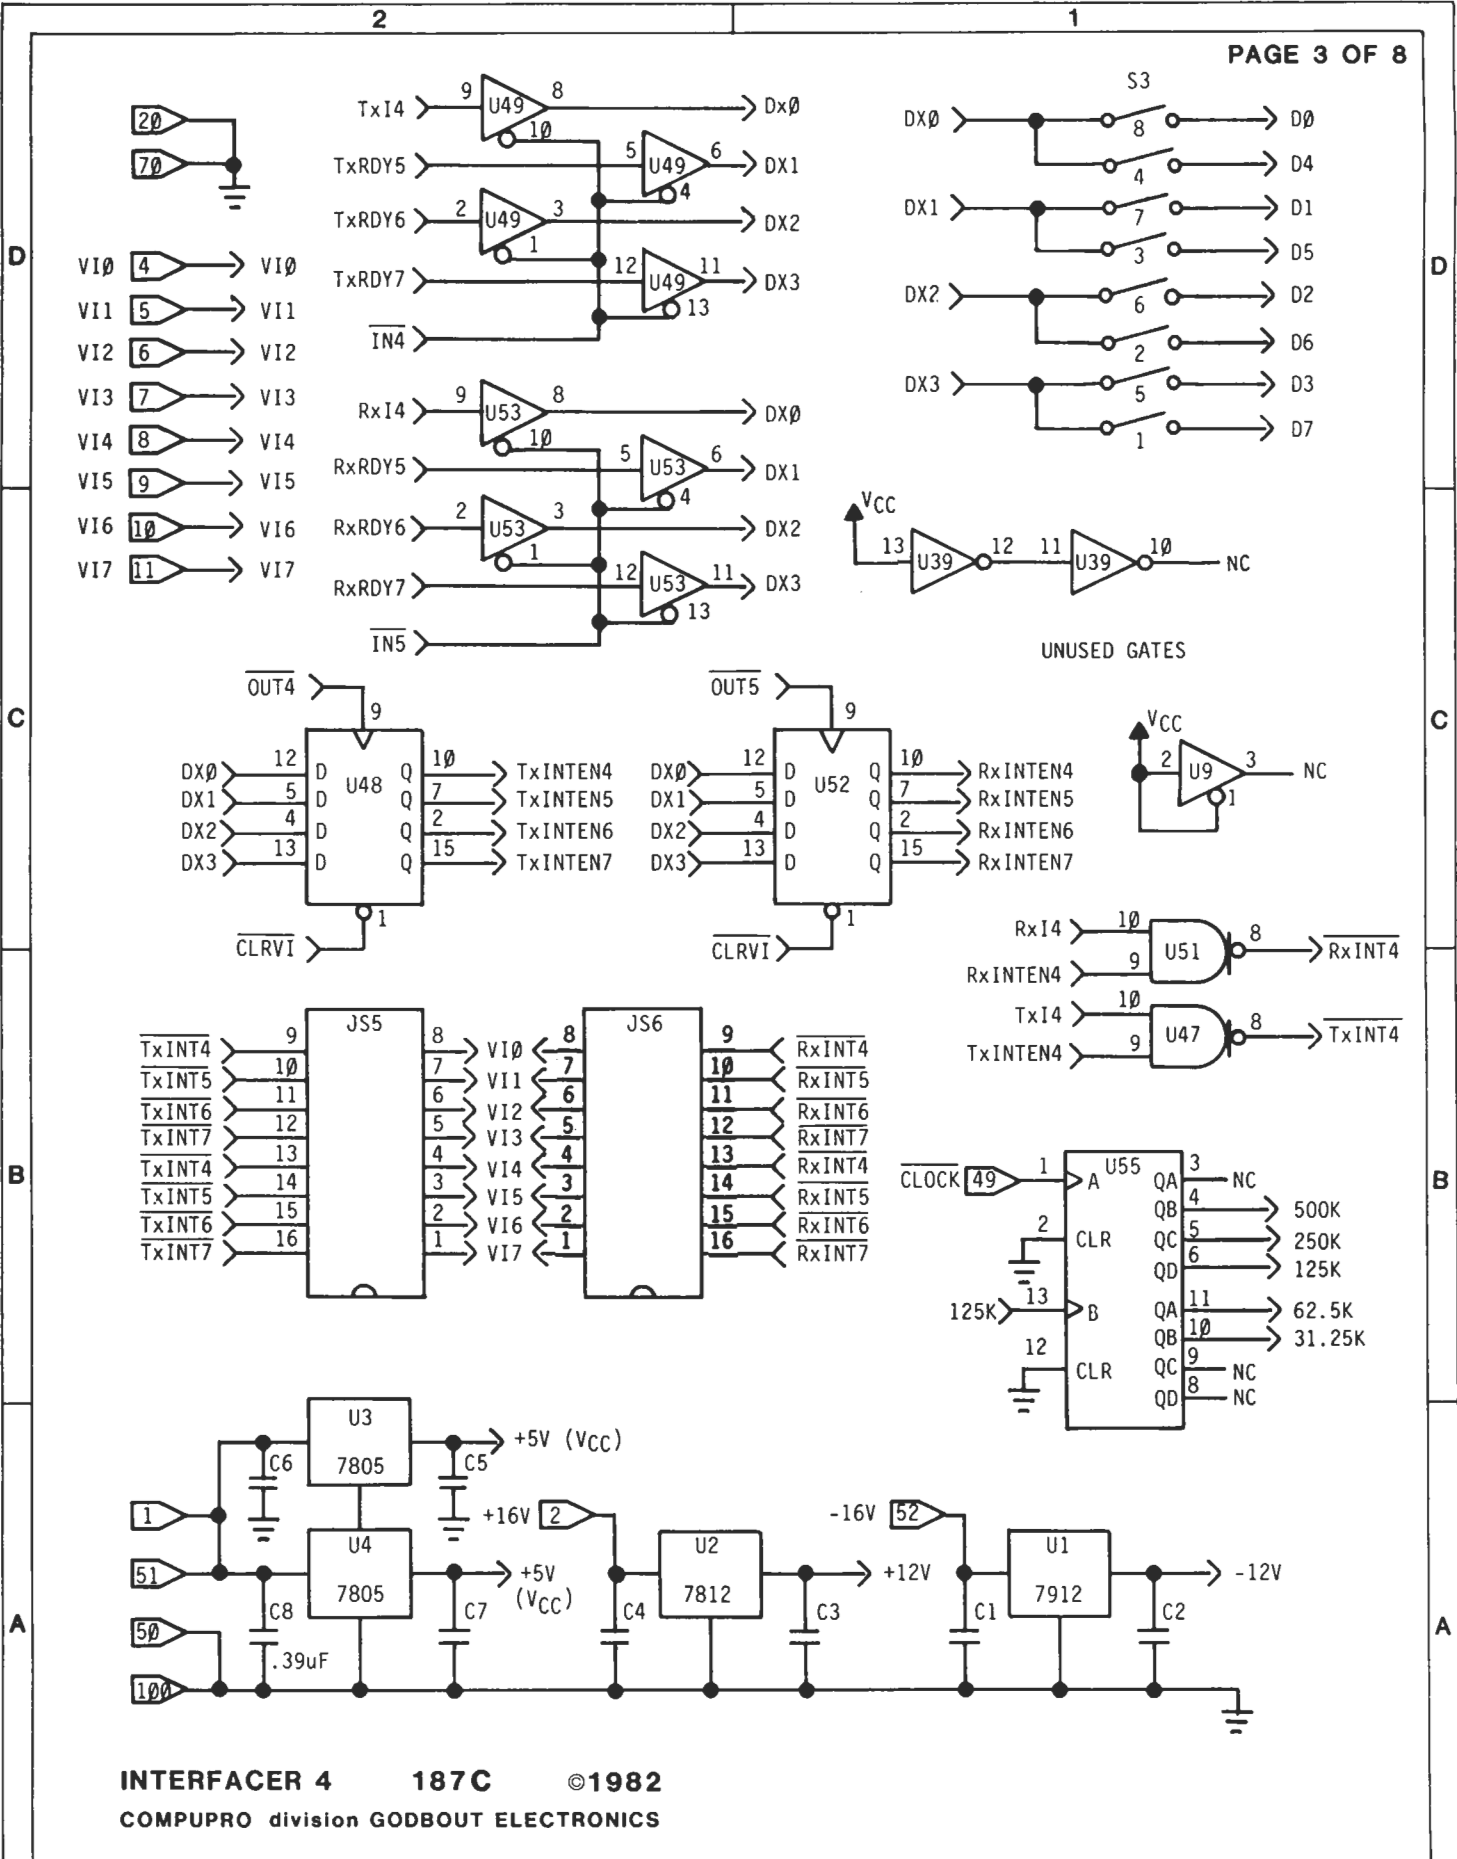 2 1
PAGE 3 OF 8
20
70
VIØ 4 VIØ
VI1 5 VI1
VI2 6 VI2
VI3 7 VI3
VI4 8 VI4
VI5 9 VI5
VI6 1Ø VI6
VI7 11 VI7
TxI4 9 U49 8 DxØ
1Ø
TxRDY5 5 U49 6 DX1
4
TxRDY6 2 U49 3 DX2
1
TxRDY7 12 U49 11 DX3
13
IN4
RxI4 9 U53 8 DXØ
1Ø
RxRDY5 5 U53 6 DX1
4
RxRDY6 2 U53 3 DX2
1
RxRDY7 12 U53 11 DX3
13
IN5
S3
DXØ 8 DØ
4 D4
DX1 7 D1
3 D5
DX2 6 D2
2 D6
DX3 5 D3
1 D7
D D
VCC
13 U39 12 11 U39 1Ø NC
UNUSED GATES
VCC
2 U9 3 NC
1
C C
OUT4
9
DXØ 12 D U48 Q 1Ø TxINTEN4
DX1 5 D Q 7 TxINTEN5
DX2 4 D Q 2 TxINTEN6
DX3 13 D Q 15 TxINTEN7
1
CLRVI
OUT5
9
DXØ 12 D U52 Q 1Ø RxINTEN4
DX1 5 D Q 7 RxINTEN5
DX2 4 D Q 2 RxINTEN6
DX3 13 D Q 15 RxINTEN7
1
CLRVI
RxI4 1Ø U51 8 RxINT4
RxINTEN4 9
TxI4 1Ø U47 8 TxINT4
TxINTEN4 9
JS5 JS6
TxINT4 9 8 VIØ 8 9 RxINT4
TxINT5 1Ø 7 VI1 7 1Ø RxINT5
TxINT6 11 6 VI2 6 11 RxINT6
TxINT7 12 5 VI3 5 12 RxINT7
TxINT4 13 4 VI4 4 13 RxINT4
TxINT5 14 3 VI5 3 14 RxINT5
TxINT6 15 2 VI6 2 15 RxINT6
TxINT7 16 1 VI7 1 16 RxINT7
B B
U55
CLOCK 49 1 A QA 3 NC
QB 4 500K
2 CLR QC 5 250K
QD 6 125K
125K 13 B QA 11 62.5K
QB 1Ø 31.25K
12 CLR QC 9 NC
QD 8 NC
U3
7805
C6 C5 +5V (VCC)
1
51
50
100
U4
7805
C8 C7 +5V
(VCC)
.39uF
+16V 2
U2
7812
C4 C3 +12V
-16V 52
U1
7912
C1 C2 -12V
A A
INTERFACER 4 187C ©1982
COMPUPRO division GODBOUT ELECTRONICS